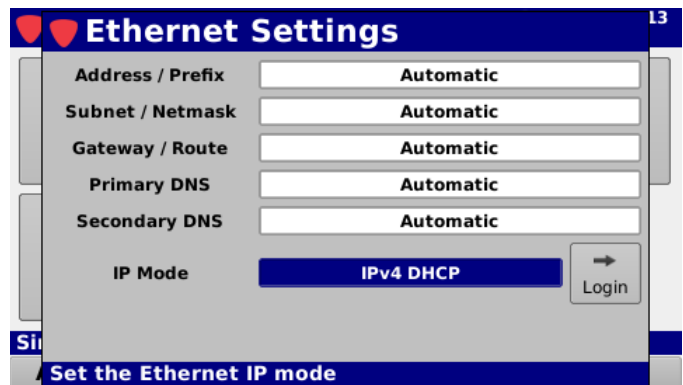 13
Ethernet Settings
Address / Prefix Automatic
Subnet / Netmask Automatic
Gateway / Route Automatic
Primary DNS Automatic
Secondary DNS Automatic
IP Mode IPv4 DHCP
Login
Set the Ethernet IP mode